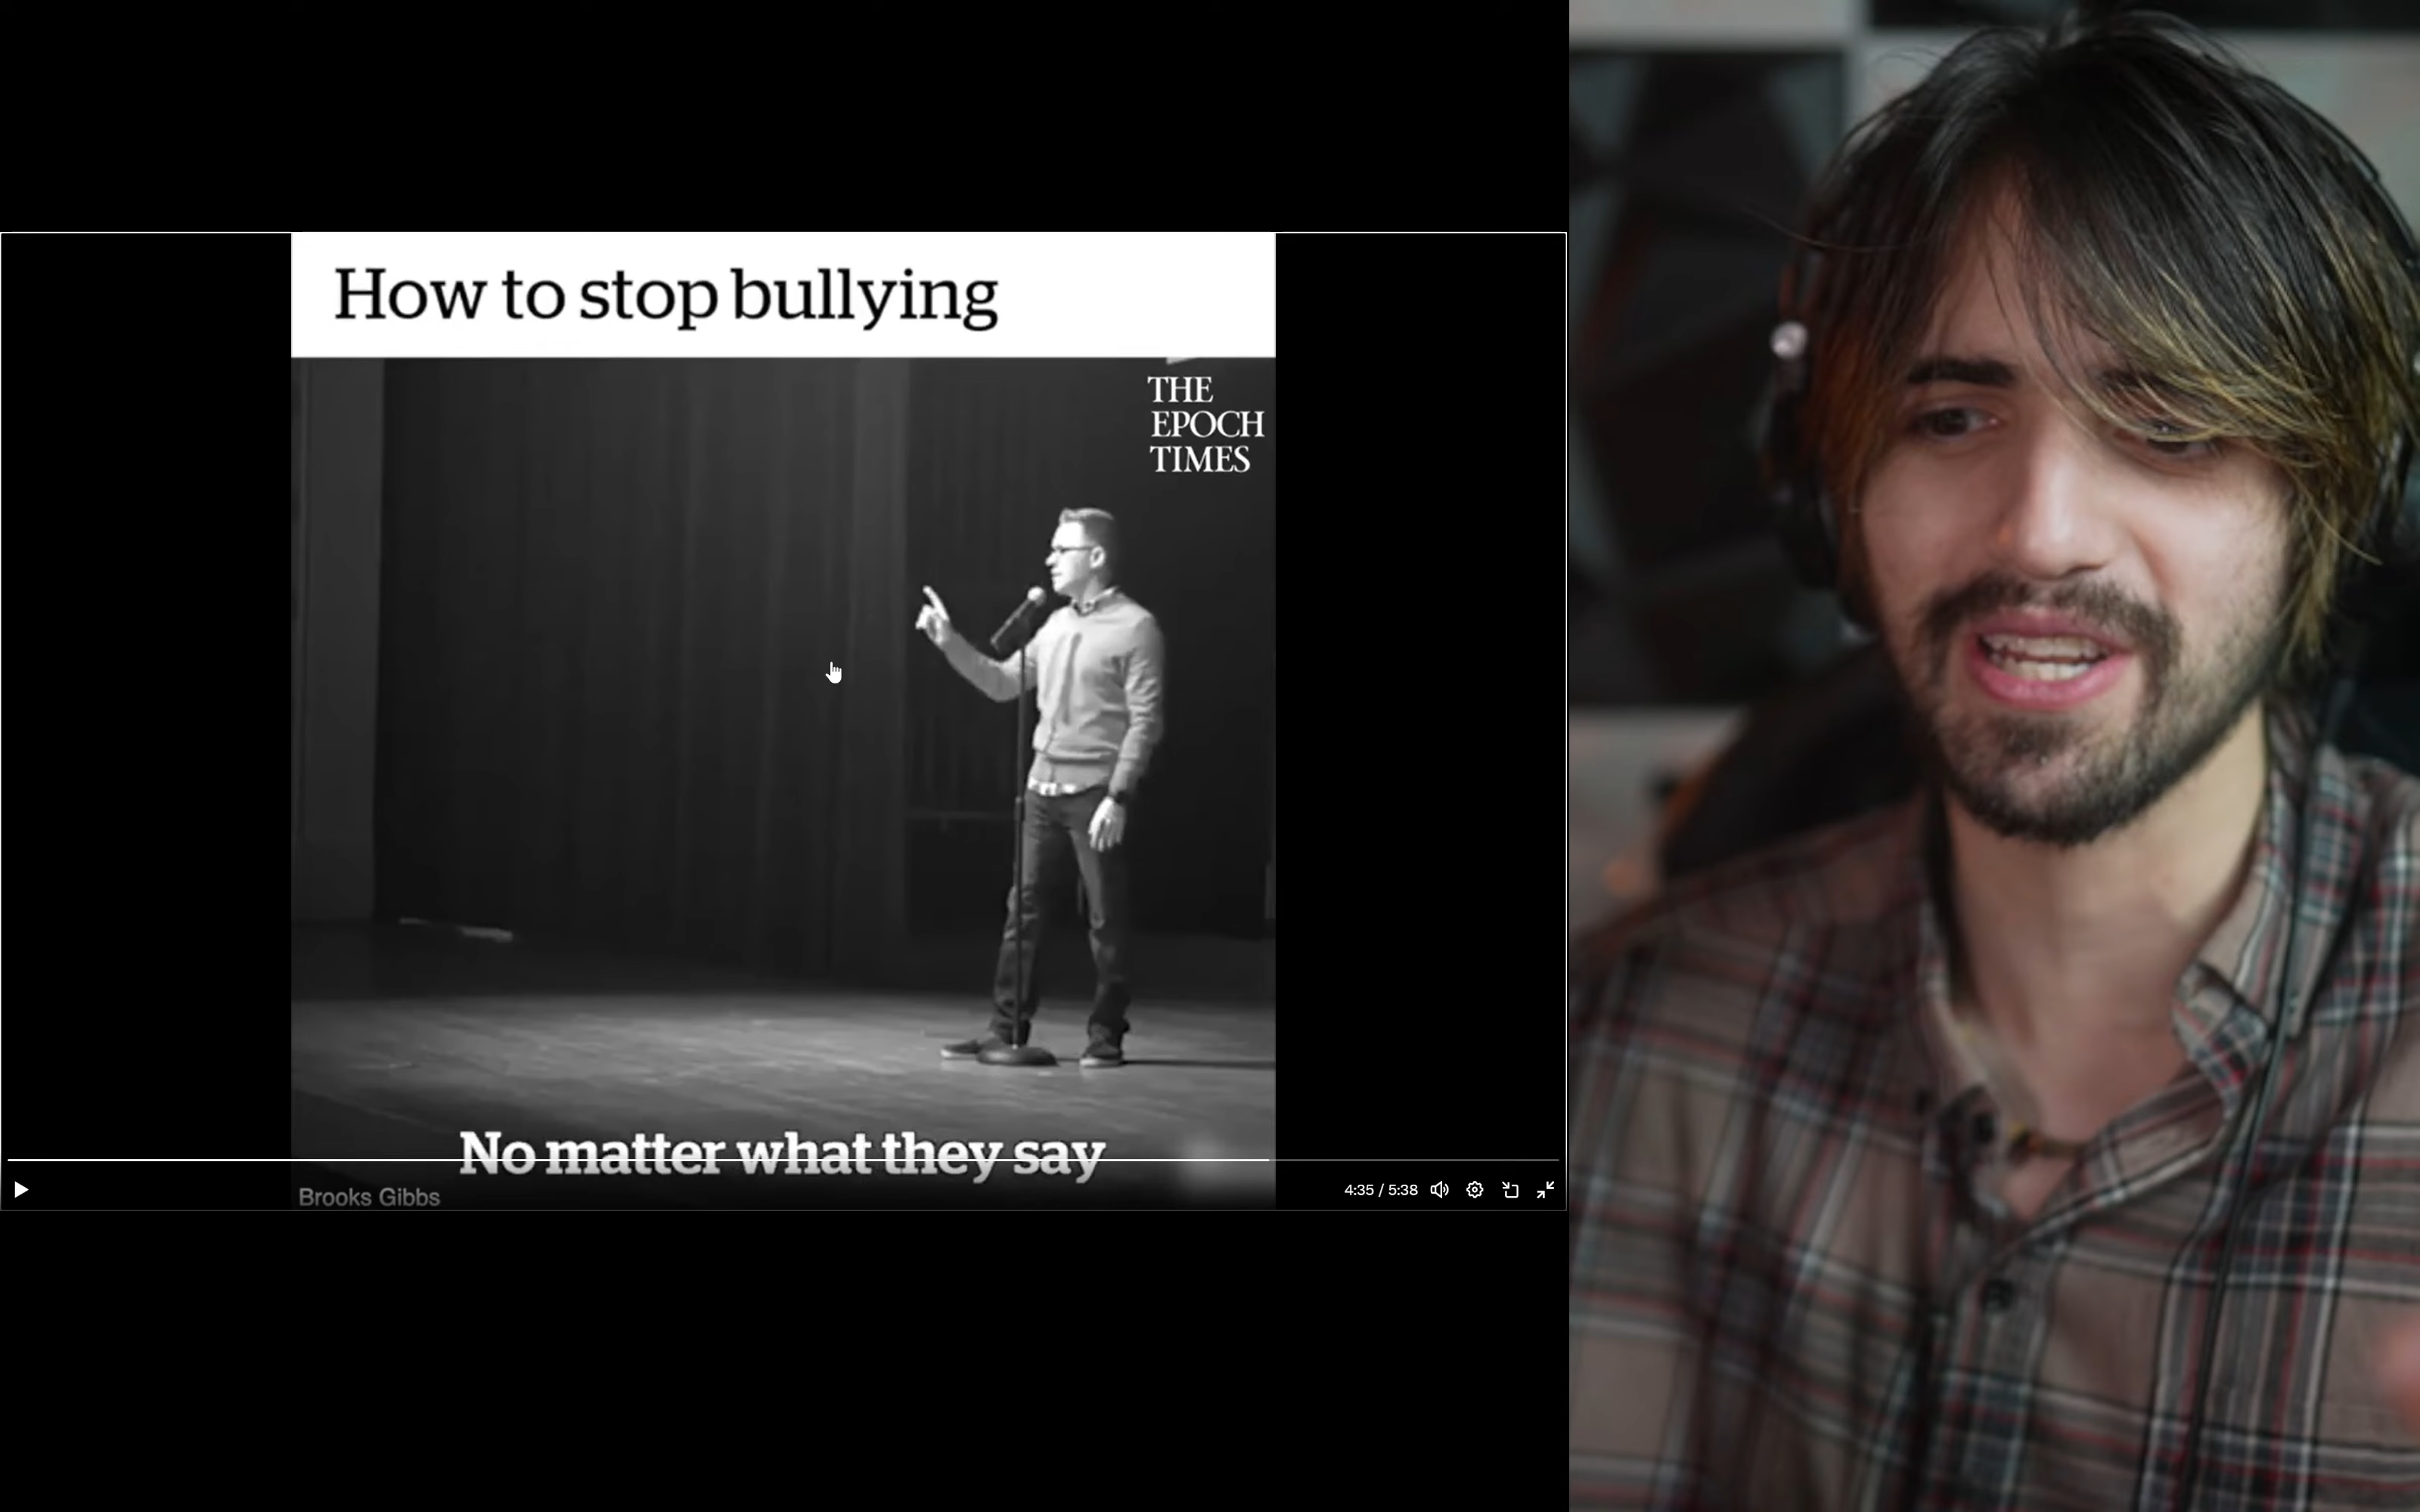 How to stop bullying
THE
EPOCH
TIMES
No matter what they say
Brooks Gibbs
4:35 / 5:38